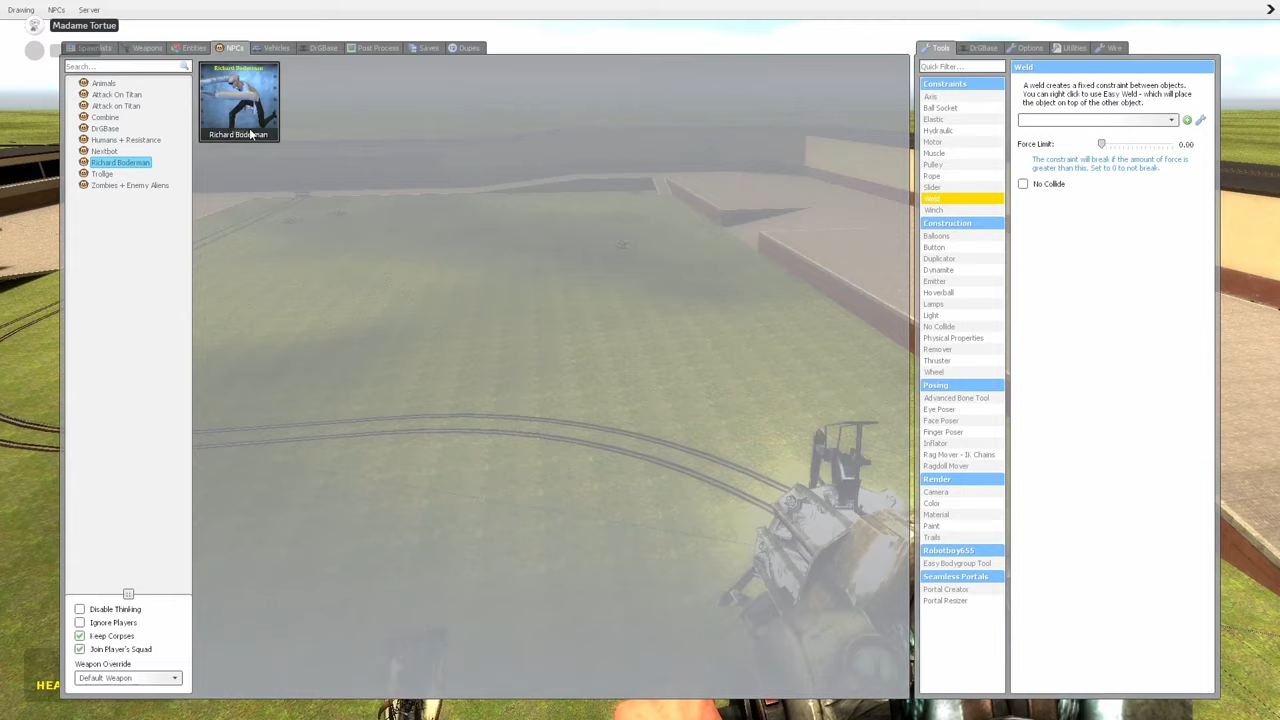 Drawing NPCs Server
Madame Tortue
Spawnlists Weapons Entities NPCs Vehicles DrGBase Post Process Saves Dupes
Search...
Animals
Attack On Titan
Attack on Titan
Combine
DrGBase
Humans + Resistance
Nextbot
Richard Boderman
Trollge
Zombies + Enemy Aliens
Richard Boderman
Richard Boderman
Disable Thinking
Ignore Players
Keep Corpses
Join Player's Squad
Weapon Override
Default Weapon
HEA
Tools DrGBase Options Utilities Wire
Quick Filter...
Constraints
Axis
Ball Socket
Elastic
Hydraulic
Motor
Muscle
Pulley
Rope
Slider
Weld
Winch
Construction
Balloons
Button
Duplicator
Dynamite
Emitter
Hoverball
Lamps
Light
No Collide
Physical Properties
Remover
Thruster
Wheel
Posing
Advanced Bone Tool
Eye Poser
Face Poser
Finger Poser
Inflator
Rag Mover - IK Chains
Ragdoll Mover
Render
Camera
Color
Material
Paint
Trails
Robotboy655
Easy Bodygroup Tool
Seamless Portals
Portal Creator
Portal Resizer
Weld
A weld creates a fixed constraint between objects.
You can right click to use Easy Weld - which will place
the object on top of the other object.
Force Limit: 0.00
The constraint will break if the amount of force is
greater than this. Set to 0 to not break.
No Collide